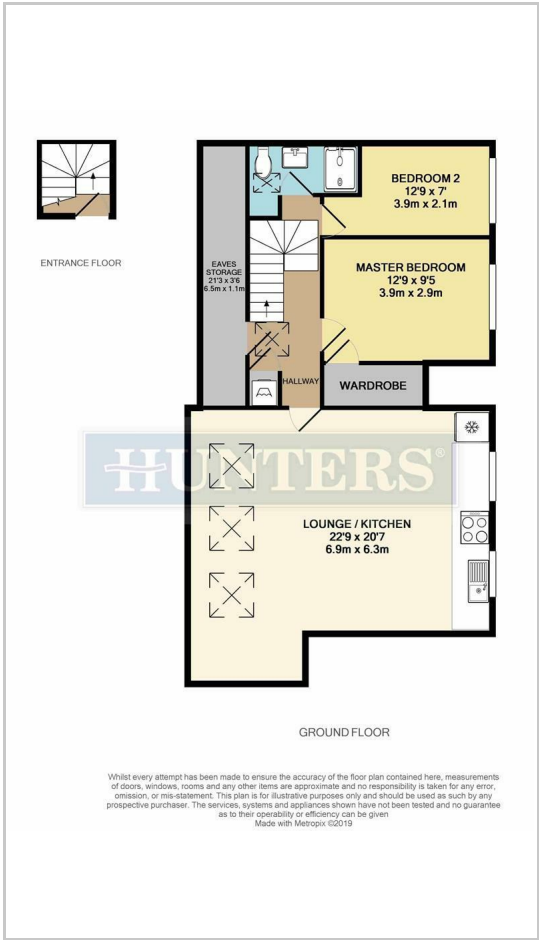 ENTRANCE FLOOR
BEDROOM 2
12'9 x 7'
3.9m x 2.1m
EAVES
STORAGE
21'3 x 3'6
6.5m x 1.1m
MASTER BEDROOM
12'9 x 9'5
3.9m x 2.9m
HALLWAY
WARDROBE
HUNTERS®
LOUNGE / KITCHEN
22'9 x 20'7
6.9m x 6.3m
GROUND FLOOR
Whilst every attempt has been made to ensure the accuracy of the floor plan contained here, measurements
of doors, windows, rooms and any other items are approximate and no responsibility is taken for any error,
omission, or mis-statement. This plan is for illustrative purposes only and should be used as such by any
prospective purchaser. The services, systems and appliances shown have not been tested and no guarantee
as to their operability or efficiency can be given
Made with Metropix ©2019